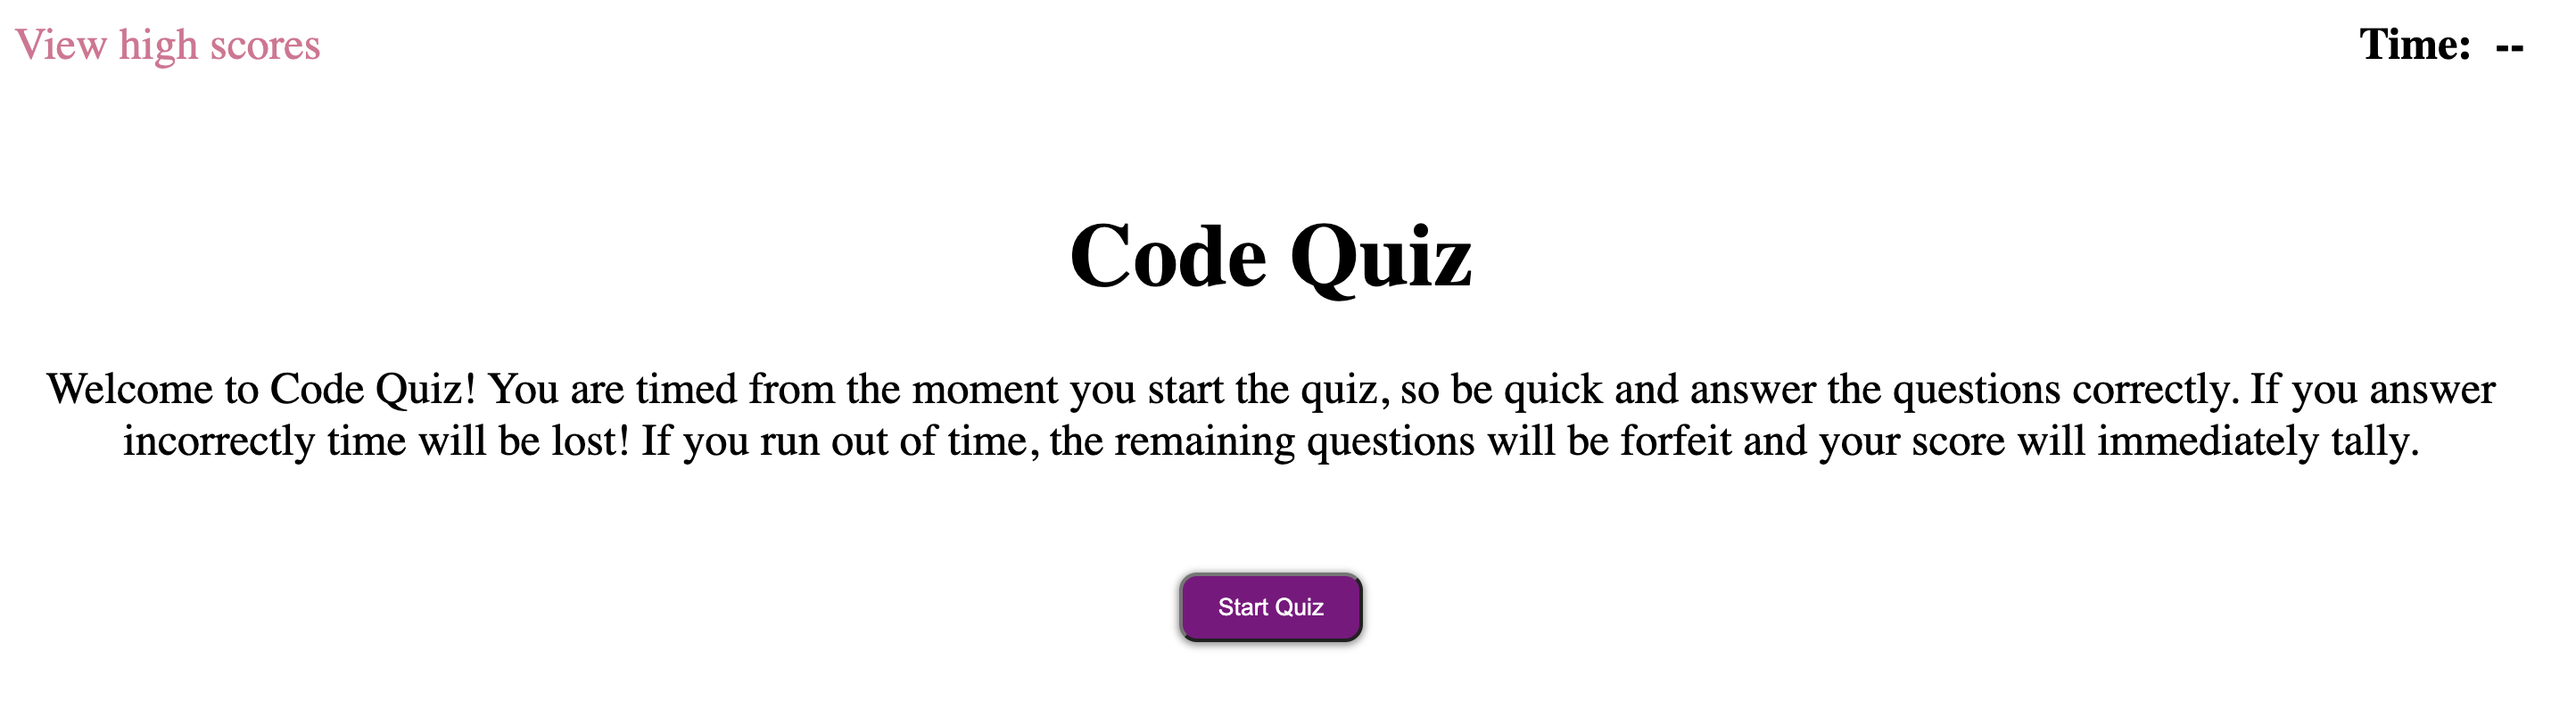 View high scores
Time: --
Code Quiz
Welcome to Code Quiz! You are timed from the moment you start the quiz, so be quick and answer the questions correctly. If you answer
incorrectly time will be lost! If you run out of time, the remaining questions will be forfeit and your score will immediately tally.
Start Quiz